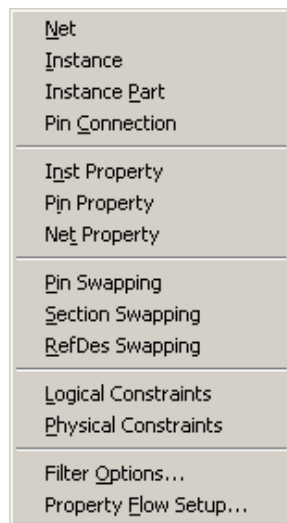 Net
Instance
Instance Part
Pin Connection
Inst Property
Pin Property
Net Property
Pin Swapping
Section Swapping
RefDes Swapping
Logical Constraints
Physical Constraints
Filter Options...
Property Flow Setup...